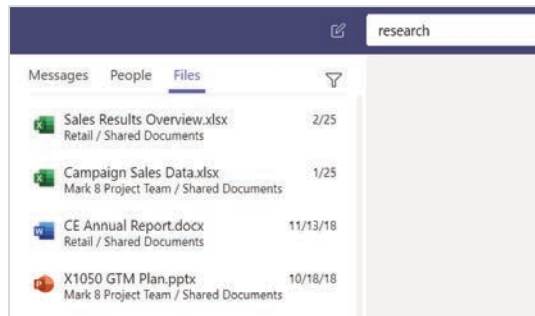 research
Messages People Files
Sales Results Overview.xlsx 2/25
Retail / Shared Documents
Campaign Sales Data.xlsx 1/25
Mark 8 Project Team / Shared Documents
CE Annual Report.docx 11/13/18
Retail / Shared Documents
X1050 GTM Plan.pptx 10/18/18
Mark 8 Project Team / Shared Documents